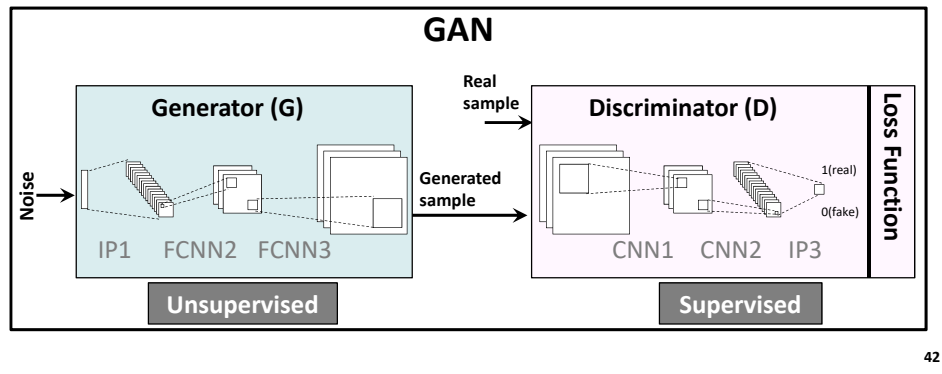 GAN
Noise
Generator (G)
IP1
FCNN2
FCNN3
Unsupervised
Real
sample
Generated
sample
Discriminator (D)
1(real)
0(fake)
CNN1
CNN2
IP3
Loss Function
Supervised
42